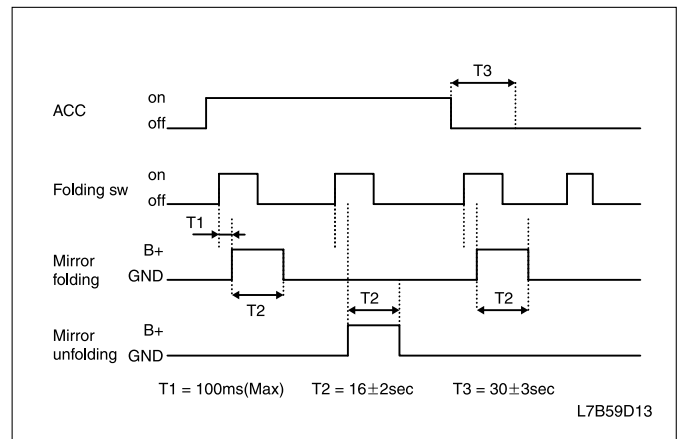 T3
on
ACC
off
on
Folding sw
off
T1
B+
Mirror
folding
GND
T2
T2
T2
B+
Mirror
unfolding
GND
T1 = 100ms(Max) T2 = 16±2sec T3 = 30±3sec
L7B59D13